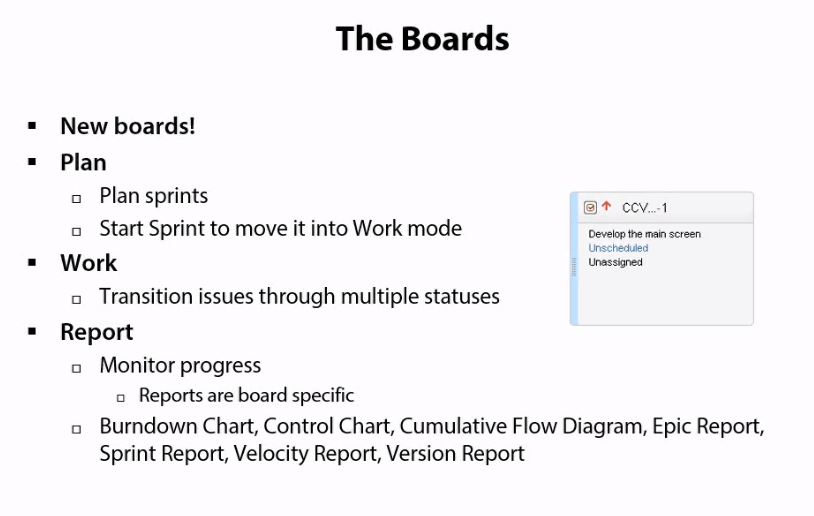 The Boards
New boards!
Plan
Plan sprints
Start Sprint to move it into Work mode
Work
Transition issues through multiple statuses
Report
Monitor progress
Reports are board specific
Burndown Chart, Control Chart, Cumulative Flow Diagram, Epic Report,
Sprint Report, Velocity Report, Version Report
CCV...-1
Develop the main screen
Unscheduled
Unassigned